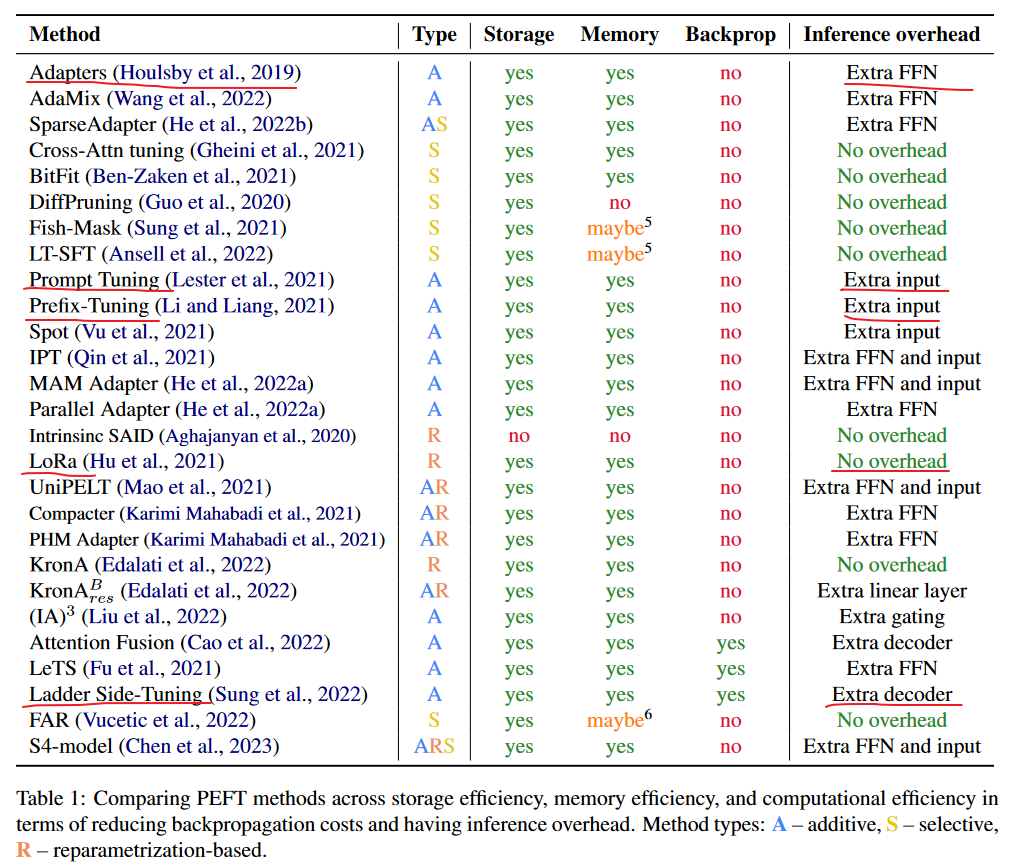 Method Type Storage Memory Backprop Inference overhead
Adapters (Houlsby et al., 2019) A yes yes no Extra FFN
AdaMix (Wang et al., 2022) A yes yes no Extra FFN
SparseAdapter (He et al., 2022b) AS yes yes no Extra FFN
Cross-Attn tuning (Gheini et al., 2021) S yes yes no No overhead
BitFit (Ben-Zaken et al., 2021) S yes yes no No overhead
DiffPruning (Guo et al., 2020) S yes no no No overhead
Fish-Mask (Sung et al., 2021) S yes maybe5 no No overhead
LT-SFT (Ansell et al., 2022) S yes maybe5 no No overhead
Prompt Tuning (Lester et al., 2021) A yes yes no Extra input
Prefix-Tuning (Li and Liang, 2021) A yes yes no Extra input
Spot (Vu et al., 2021) A yes yes no Extra input
IPT (Qin et al., 2021) A yes yes no Extra FFN and input
MAM Adapter (He et al., 2022a) A yes yes no Extra FFN and input
Parallel Adapter (He et al., 2022a) A yes yes no Extra FFN
Intrinsinc SAID (Aghajanyan et al., 2020) R no no no No overhead
LoRa (Hu et al., 2021) R yes yes no No overhead
UniPELT (Mao et al., 2021) AR yes yes no Extra FFN and input
Compacter (Karimi Mahabadi et al., 2021) AR yes yes no Extra FFN
PHM Adapter (Karimi Mahabadi et al., 2021) AR yes yes no Extra FFN
KronA (Edalati et al., 2022) R yes yes no No overhead
KronA^B_res (Edalati et al., 2022) AR yes yes no Extra linear layer
(IA)3 (Liu et al., 2022) A yes yes no Extra gating
Attention Fusion (Cao et al., 2022) A yes yes yes Extra decoder
LeTS (Fu et al., 2021) A yes yes yes Extra FFN
Ladder Side-Tuning (Sung et al., 2022) A yes yes yes Extra decoder
FAR (Vucetic et al., 2022) S yes maybe6 no No overhead
S4-model (Chen et al., 2023) ARS yes yes no Extra FFN and input
Table 1: Comparing PEFT methods across storage efficiency, memory efficiency, and computational efficiency in
terms of reducing backpropagation costs and having inference overhead. Method types: A – additive, S – selective,
R – reparametrization-based.